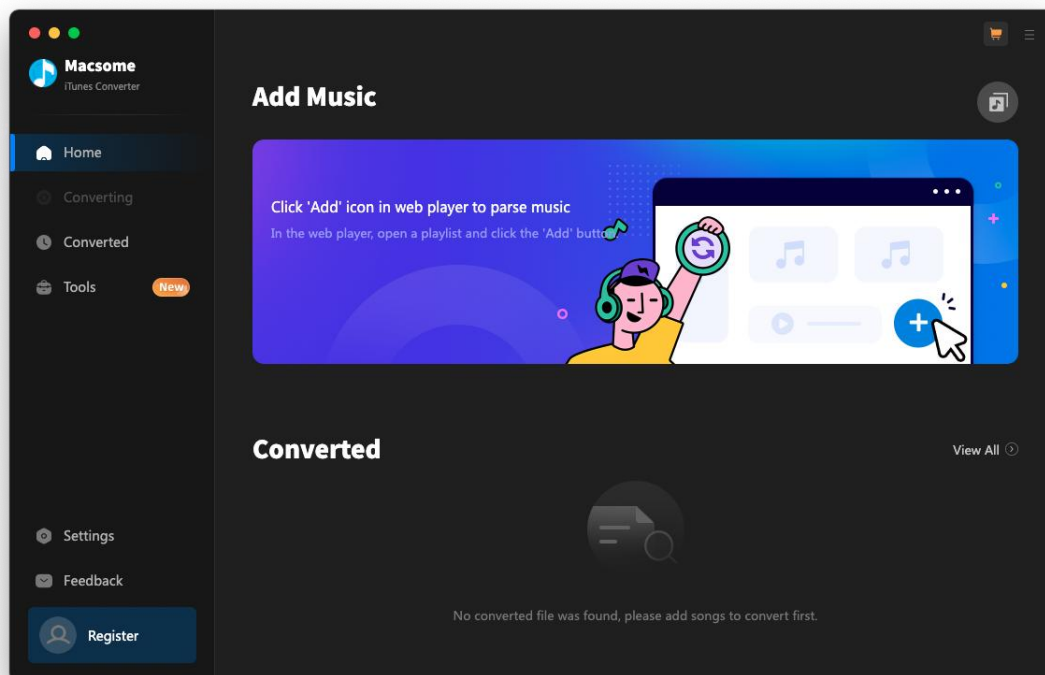 Macsome
iTunes Converter
Home
Converting
Converted
Tools
New
Settings
Feedback
Register
Add Music
Click 'Add' icon in web player to parse music
In the web player, open a playlist and click the 'Add' button.
Converted
View All
No converted file was found, please add songs to convert first.